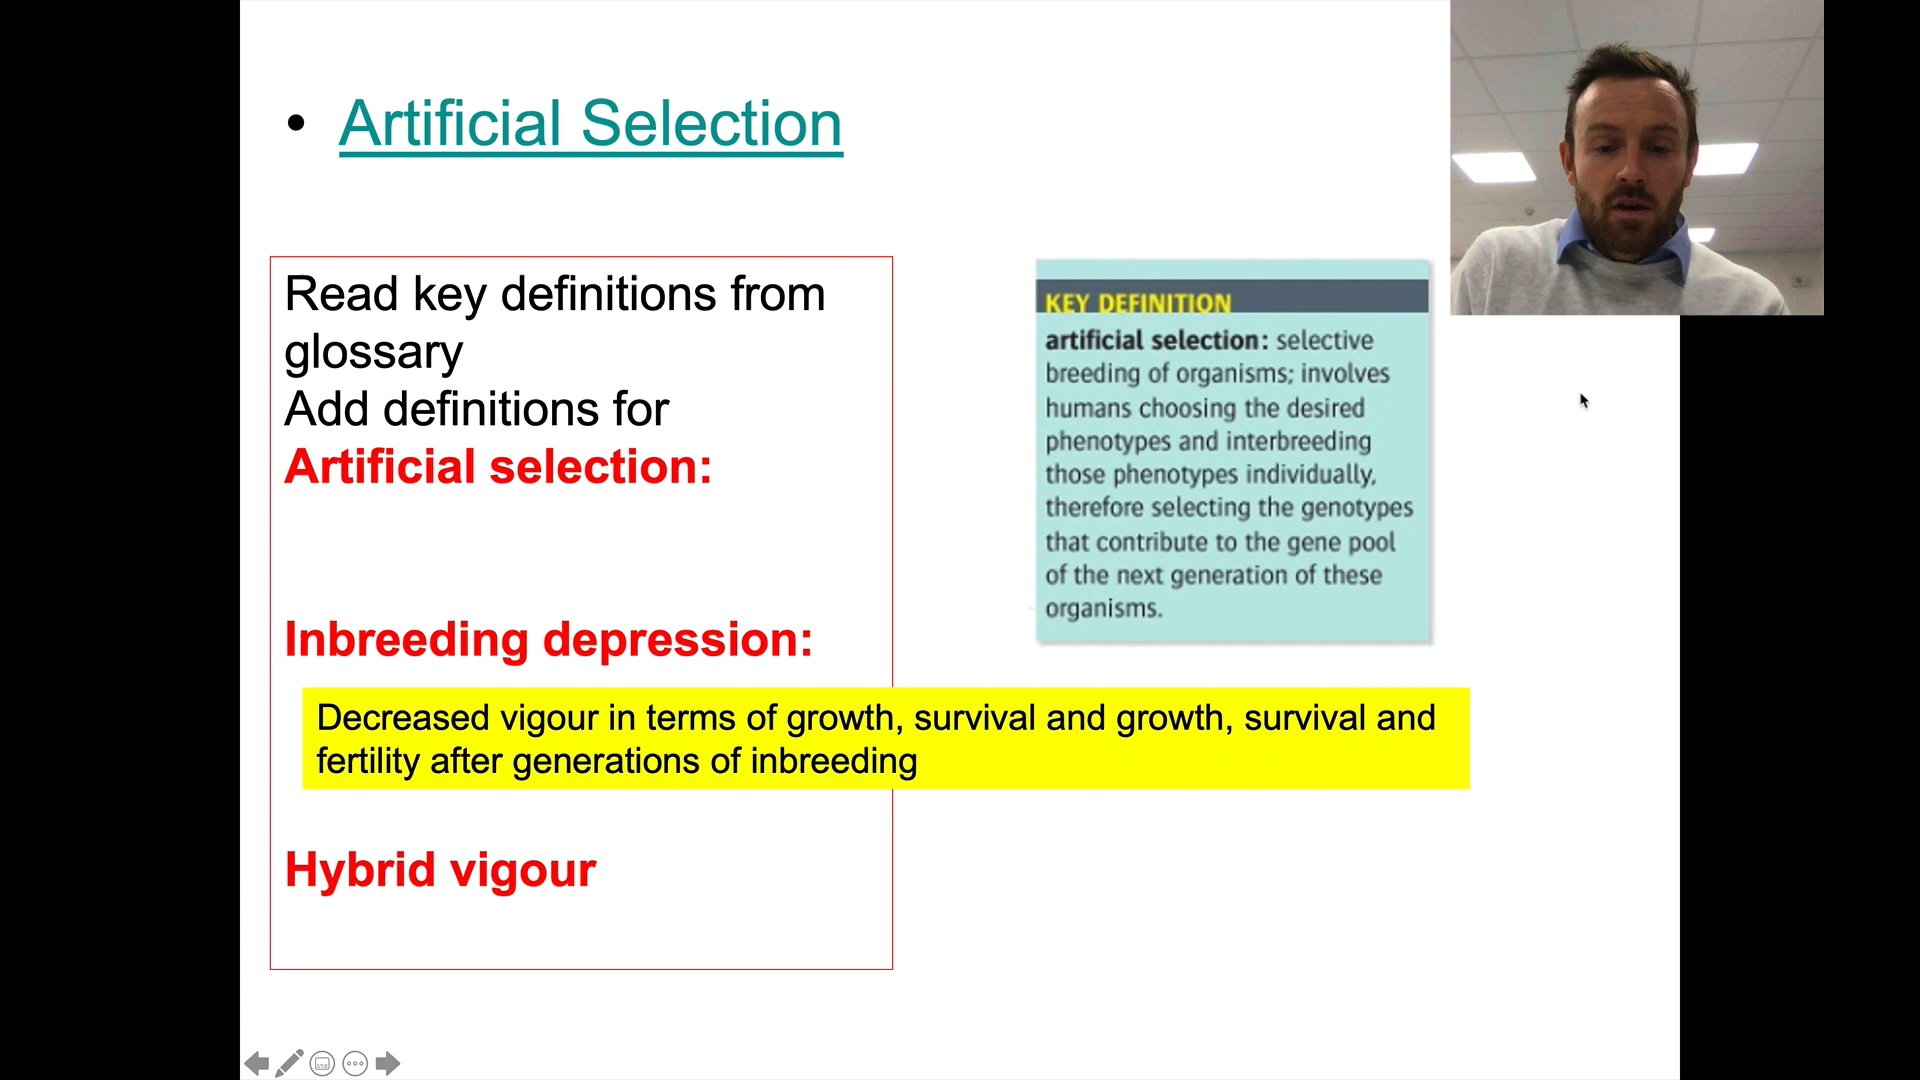 • Artificial Selection
Read key definitions from
glossary
Add definitions for
Artificial selection:
Inbreeding depression:
Decreased vigour in terms of growth, survival and growth, survival and
fertility after generations of inbreeding
Hybrid vigour
KEY DEFINITION
artificial selection: selective
breeding of organisms; involves
humans choosing the desired
phenotypes and interbreeding
those phenotypes individually,
therefore selecting the genotypes
that contribute to the gene pool
of the next generation of these
organisms.